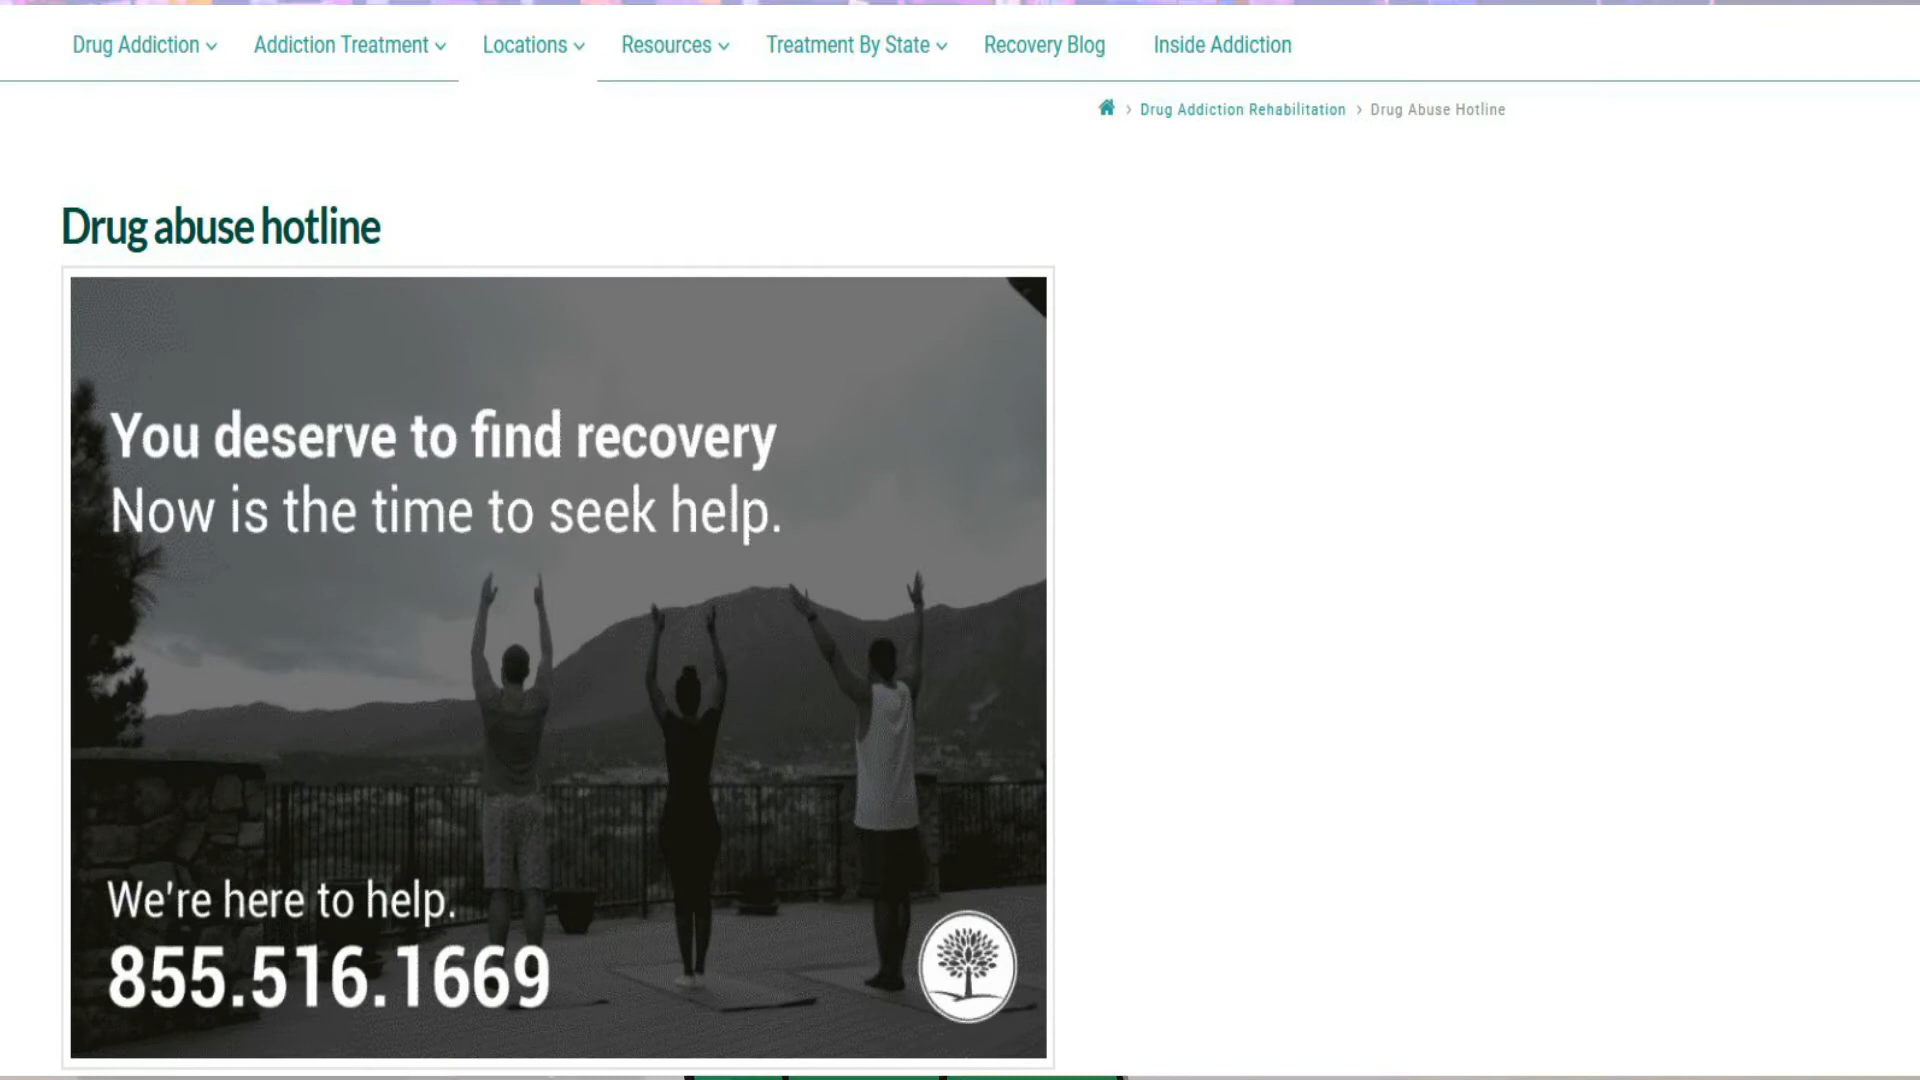 Drug Addiction Addiction Treatment Locations Resources Treatment By State Recovery Blog Inside Addiction
Drug Addiction Rehabilitation > Drug Abuse Hotline
Drug abuse hotline
You deserve to find recovery
Now is the time to seek help.
We're here to help.
855.516.1669